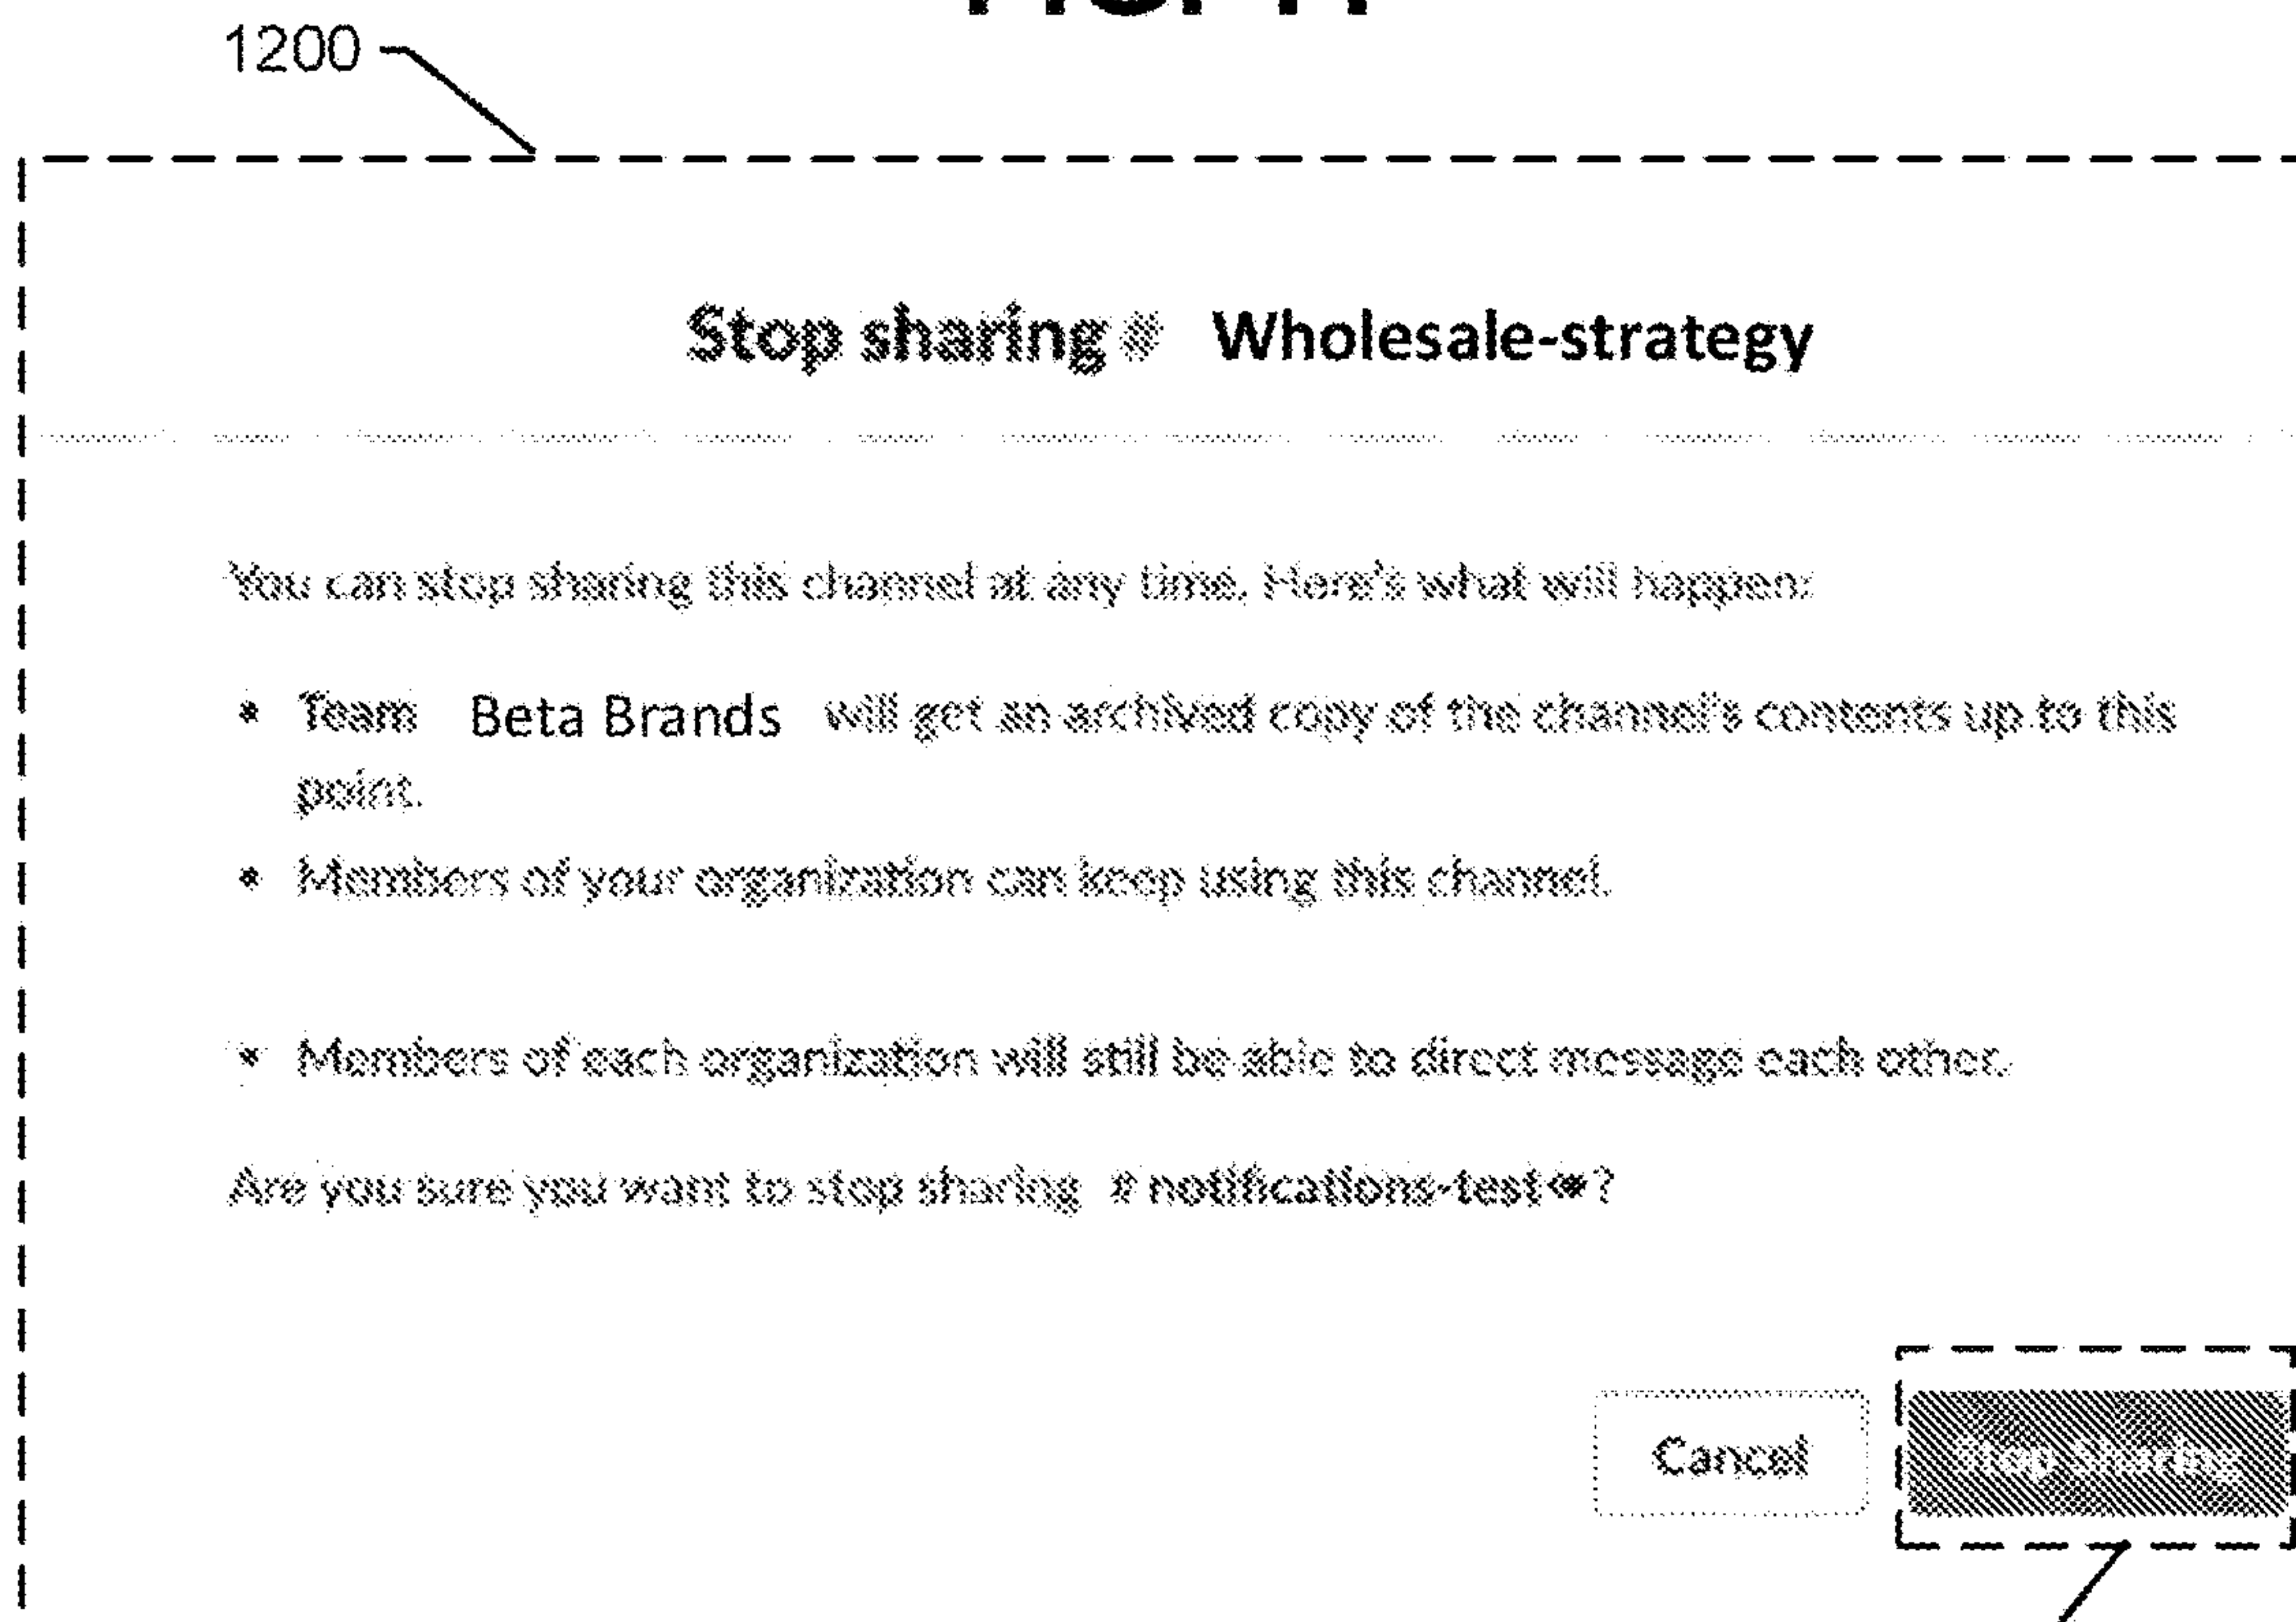 1200
Stop sharing # Wholesale-strategy
You can stop sharing this channel at any time. Here's what will happen:
• Team Beta Brands will get an archived copy of the channel's contents up to this
point.
• Members of your organization can keep using this channel.
• Members of each organization will still be able to direct message each other.
Are you sure you want to stop sharing # notifications-test ?
Cancel
Stop Sharing